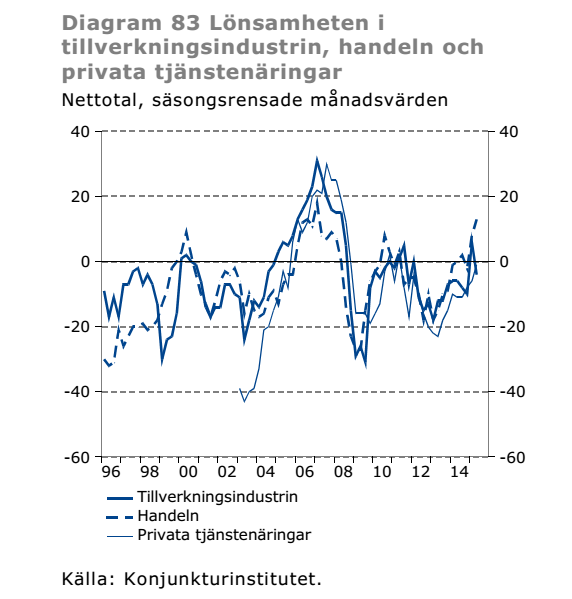 Diagram 83 Lönsamheten i
tillverkningsindustrin, handeln och
privata tjänstenäringar
Nettotal, säsongsrensade månadsvärden
40 40
20 20
0 0
-20 -20
-40 -40
-60 -60
96 98 00 02 04 06 08 10 12 14
Tillverkningsindustrin
Handeln
Privata tjänstenäringar
Källa: Konjunkturinstitutet.